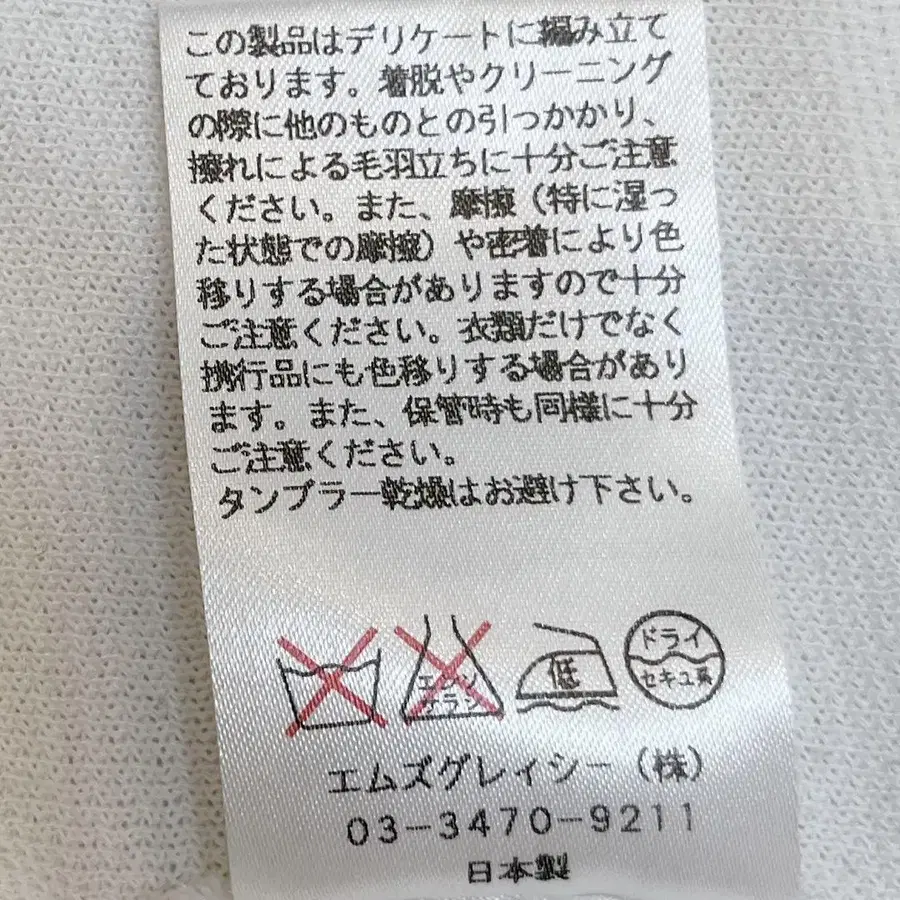 この製品はデリケートに編み立て
ております。着脱やクリーニング
の際に他のものとの引っかかり、
擦れによる毛羽立ちに十分ご注意
ください。また、摩擦（特に湿っ
た状態での摩擦）や密着により色
移りする場合がありますので十分
ご注意ください。衣類だけでなく
携行品にも色移りする場合があり
ます。また、保管時も同様に十分
ご注意ください。
タンブラー乾燥はお避け下さい。
エンソ
サラシ
低
ドライ
セキユ系
エムズグレイシー（株）
03-3470-9211
日本製